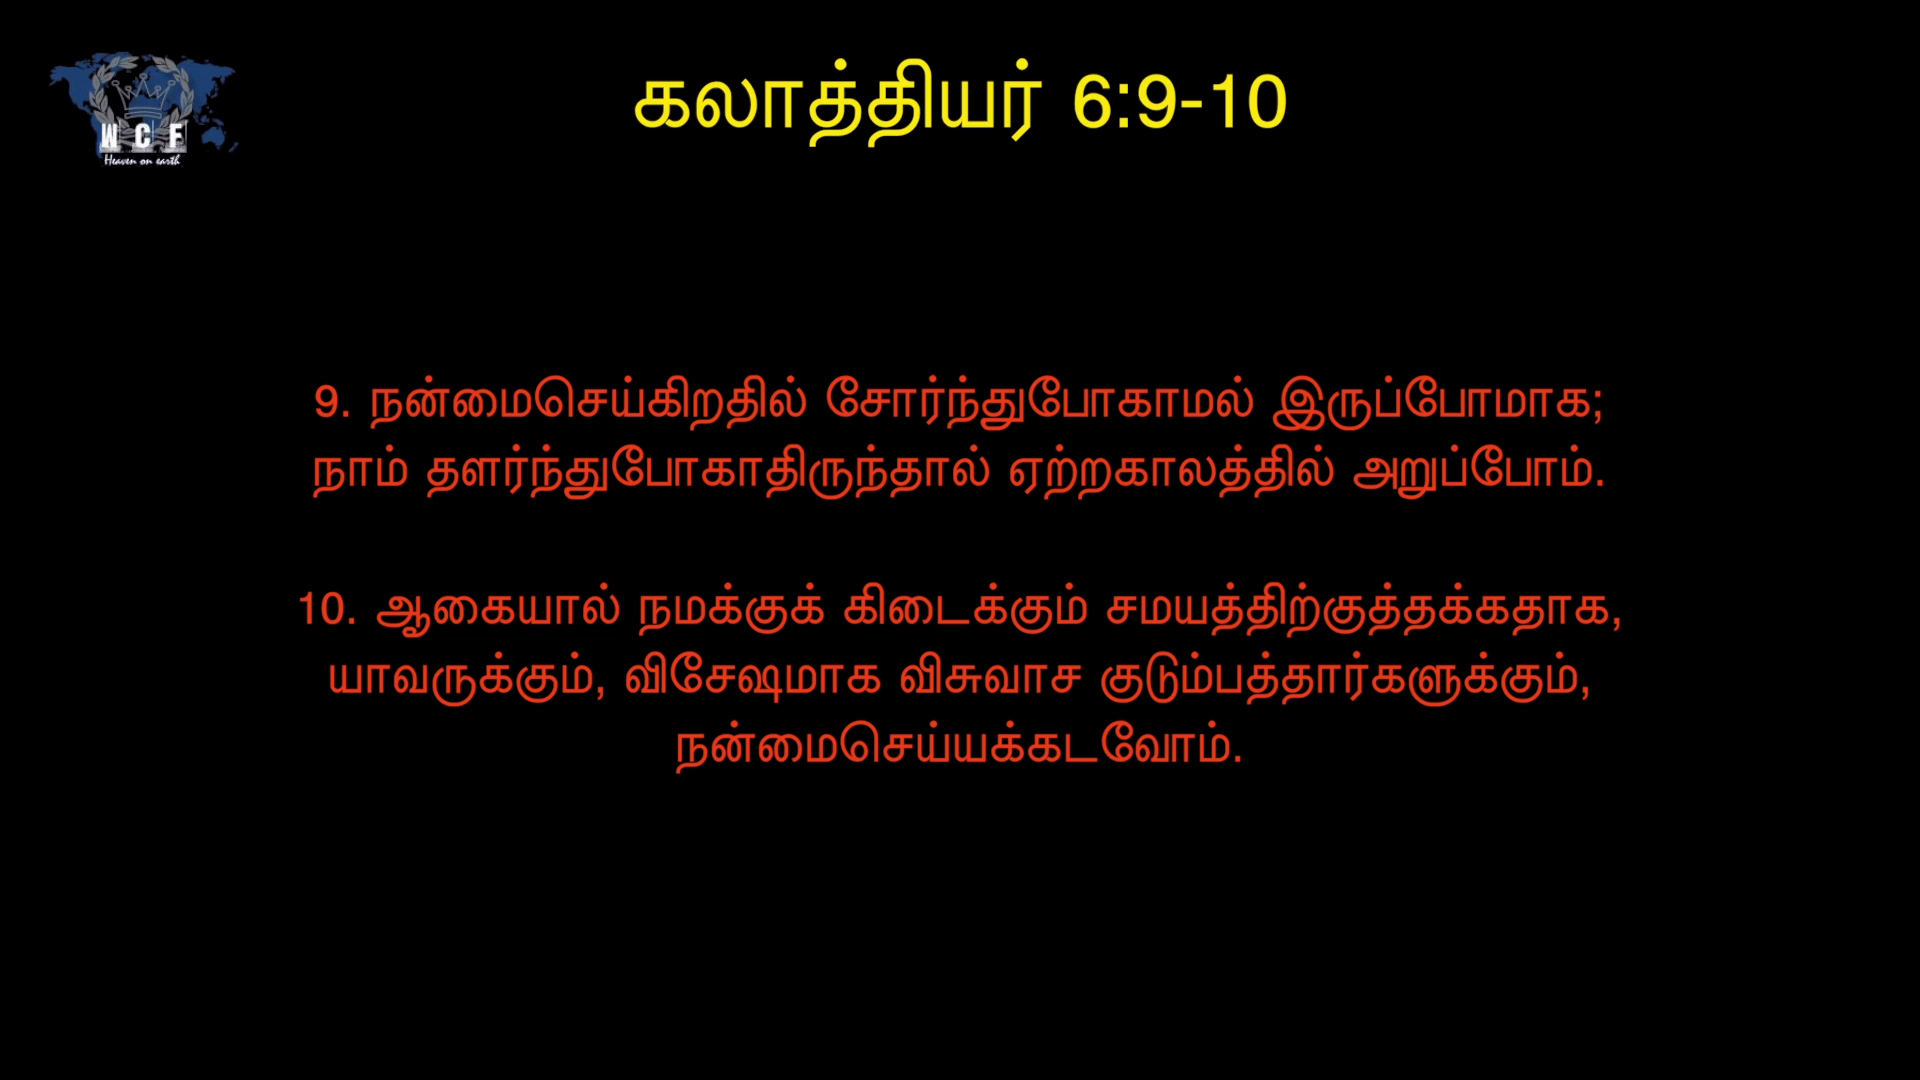 W C F
Heaven on earth
கலாத்தியர் 6:9-10
9. நன்மைசெய்கிறதில் சோர்ந்துபோகாமல் இருப்போமாக;
நாம் தளர்ந்துபோகாதிருந்தால் ஏற்றகாலத்தில் அறுப்போம்.
10. ஆகையால் நமக்குக் கிடைக்கும் சமயத்திற்குத்தக்கதாக,
யாவருக்கும், விசேஷமாக விசுவாச குடும்பத்தார்களுக்கும்,
நன்மைசெய்யக்கடவோம்.